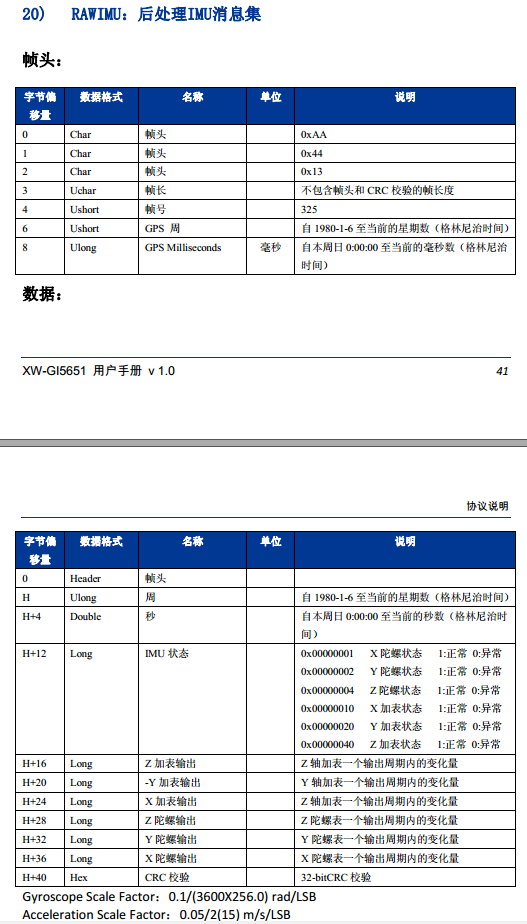 20) RAWIMU：后处理IMU消息集
帧头：
字节偏移量 数据格式 名称 单位 说明
0 Char 帧头 0xAA
1 Char 帧头 0x44
2 Char 帧头 0x13
3 Uchar 帧长 不包含帧头和 CRC 校验的帧长度
4 Ushort 帧号 325
6 Ushort GPS 周 自 1980-1-6 至当前的星期数（格林尼治时间）
8 Ulong GPS Milliseconds 毫秒 自本周日 0:00:00 至当前的毫秒数（格林尼治
时间）
数据：
XW-GI5651 用户手册 v 1.0 41
协议说明
字节偏移量 数据格式 名称 单位 说明
0 Header 帧头
H Ulong 周 自 1980-1-6 至当前的星期数（格林尼治时间）
H+4 Double 秒 自本周日 0:00:00 至当前的秒数（格林尼治时
间）
H+12 Long IMU 状态 0x00000001 X 陀螺状态 1:正常 0:异常
0x00000002 Y 陀螺状态 1:正常 0:异常
0x00000004 Z 陀螺状态 1:正常 0:异常
0x00000010 X 加表状态 1:正常 0:异常
0x00000020 Y 加表状态 1:正常 0:异常
0x00000040 Z 加表状态 1:正常 0:异常
H+16 Long Z 加表输出 Z 轴加表一个输出周期内的变化量
H+20 Long -Y 加表输出 Y 轴加表一个输出周期内的变化量
H+24 Long X 加表输出 Z 轴加表一个输出周期内的变化量
H+28 Long Z 陀螺输出 Z 陀螺表一个输出周期内的变化量
H+32 Long Y 陀螺输出 Y 陀螺表一个输出周期内的变化量
H+36 Long X 陀螺输出 X 陀螺表一个输出周期内的变化量
H+40 Hex CRC 校验 32-bitCRC 校验
Gyroscope Scale Factor：0.1/(3600X256.0) rad/LSB
Acceleration Scale Factor：0.05/2(15) m/s/LSB